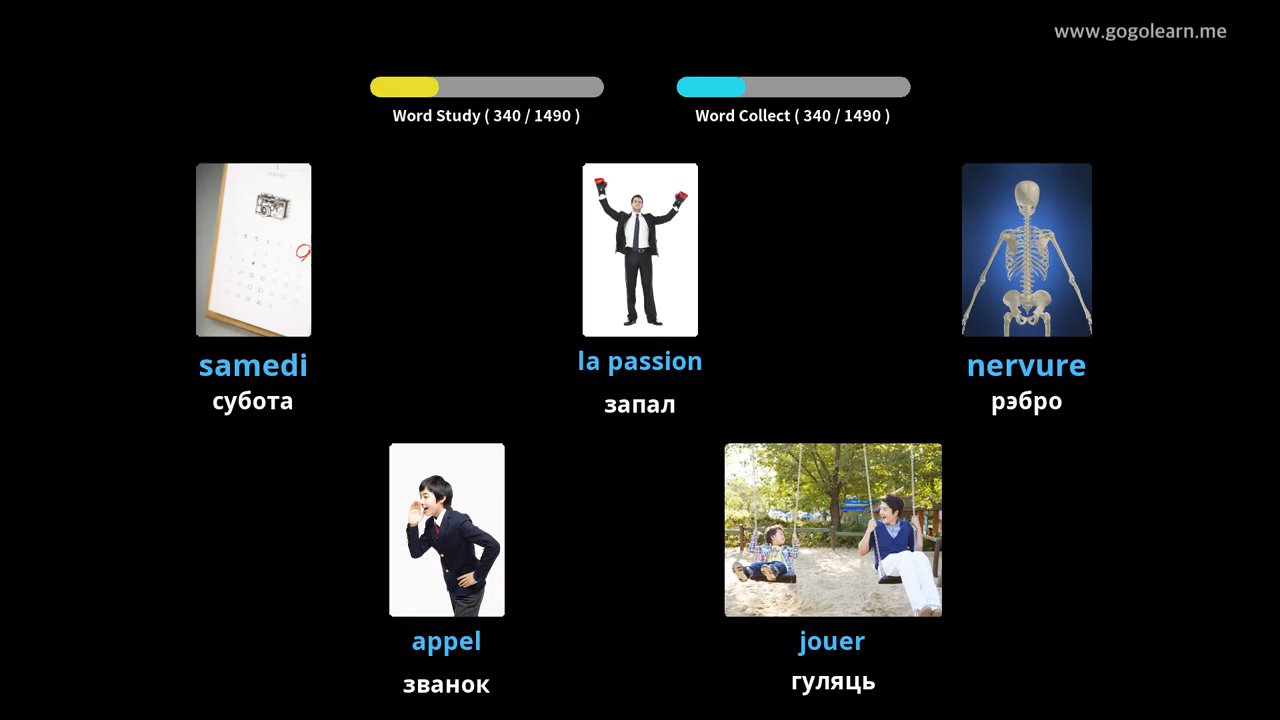 www.gogolearn.me
Word Study ( 340 / 1490 )
Word Collect ( 340 / 1490 )
samedi
субота
la passion
запал
nervure
рэбро
appel
званок
jouer
гуляць